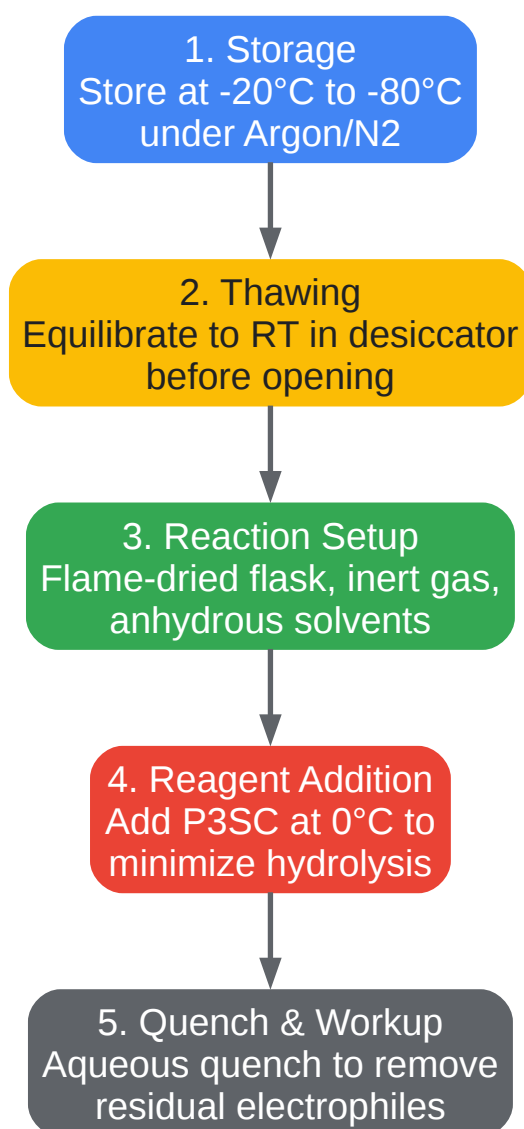 1. Storage
Store at -20°C to -80°C
under Argon/N2
2. Thawing
Equilibrate to RT in desiccator
before opening
3. Reaction Setup
Flame-dried flask, inert gas,
anhydrous solvents
4. Reagent Addition
Add P3SC at 0°C to
minimize hydrolysis
5. Quench & Workup
Aqueous quench to remove
residual electrophiles